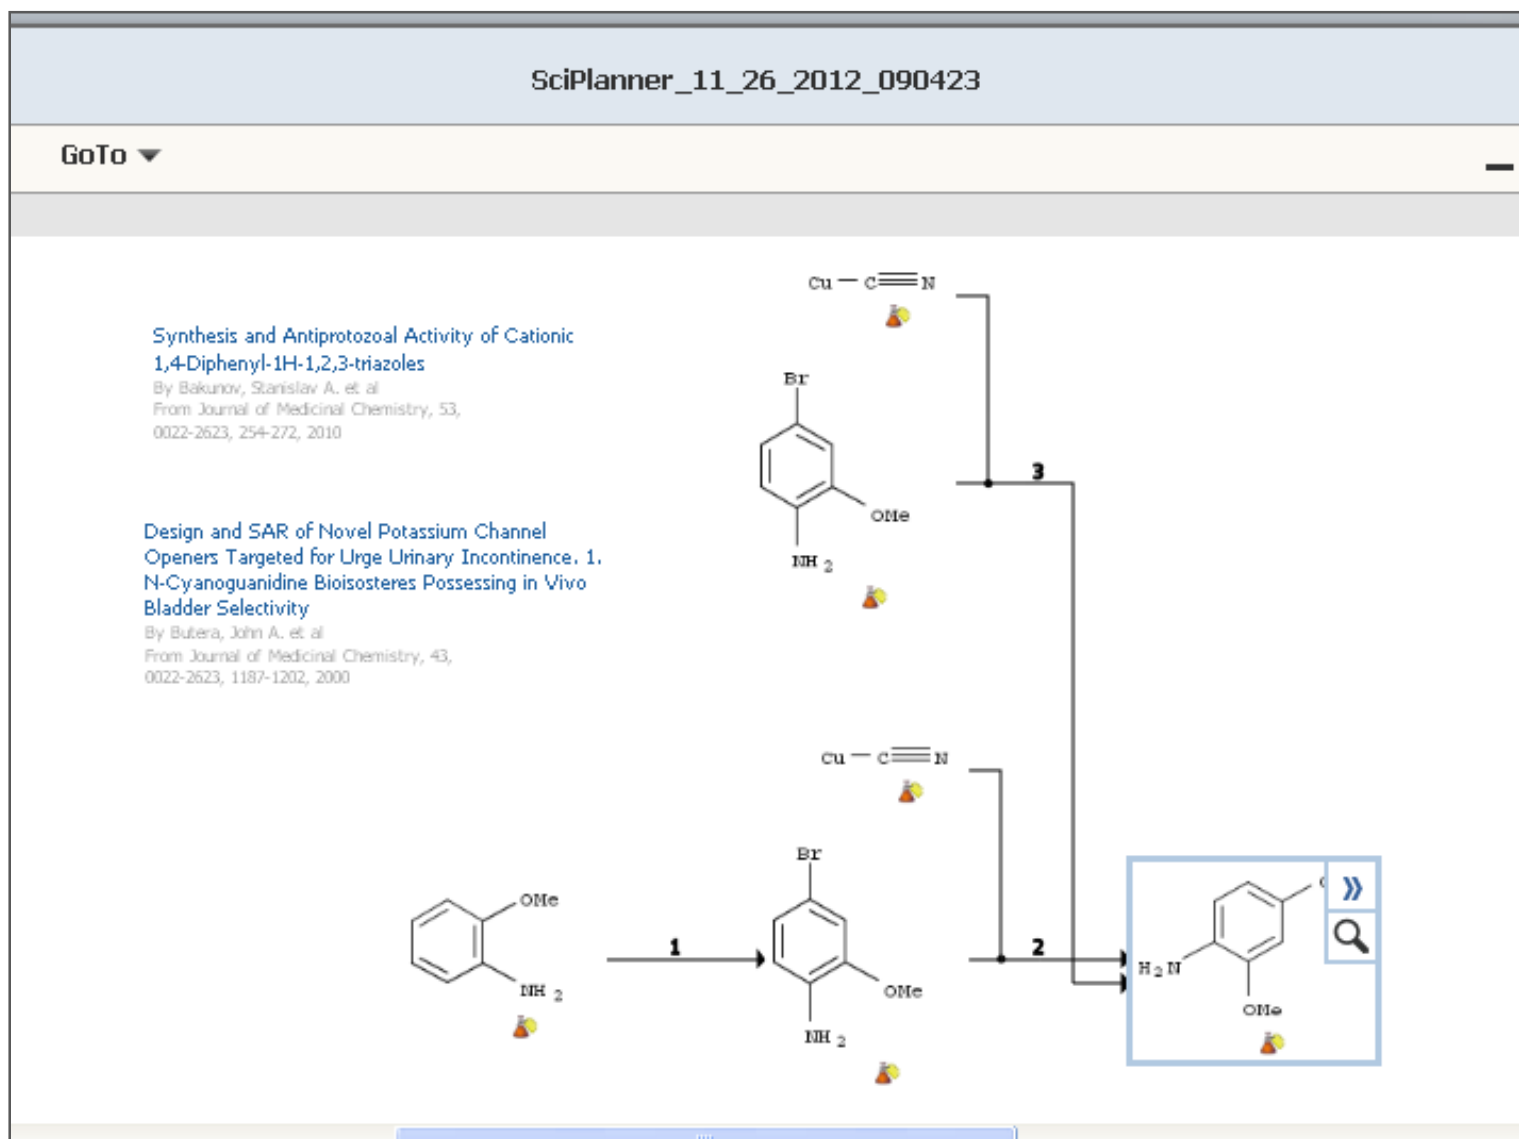 SciPlanner_11_26_2012_090423
GoTo
Synthesis and Antiprotozoal Activity of Cationic
1,4-Diphenyl-1H-1,2,3-triazoles
By Bakunov, Stanislav A. et al
From Journal of Medicinal Chemistry, 53,
0022-2623, 254-272, 2010
Design and SAR of Novel Potassium Channel
Openers Targeted for Urge Urinary Incontinence. 1.
N-Cyanoguanidine Bioisosteres Possessing in Vivo
Bladder Selectivity
By Butera, John A. et al
From Journal of Medicinal Chemistry, 43,
0022-2623, 1187-1202, 2000
Cu C N
Br
3
OMe
NH 2
Cu C N
Br
OMe
1
2
NH 2
OMe
NH 2
H 2 N
OMe